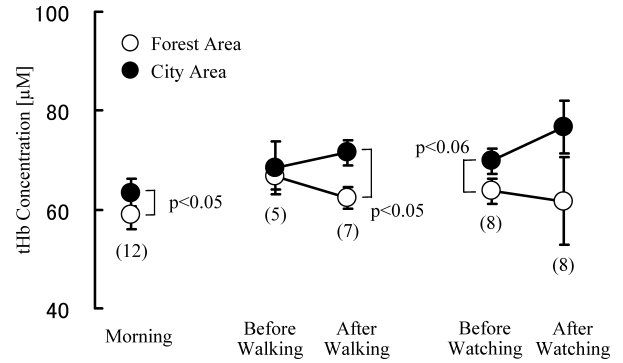 100
80
60
40
tHb Concentration [µM]
Forest Area
City Area
p<0.05
(12)
(5)
(7)
p<0.05
p<0.06
(8)
(8)
Morning
Before
Walking
After
Walking
Before
Watching
After
Watching